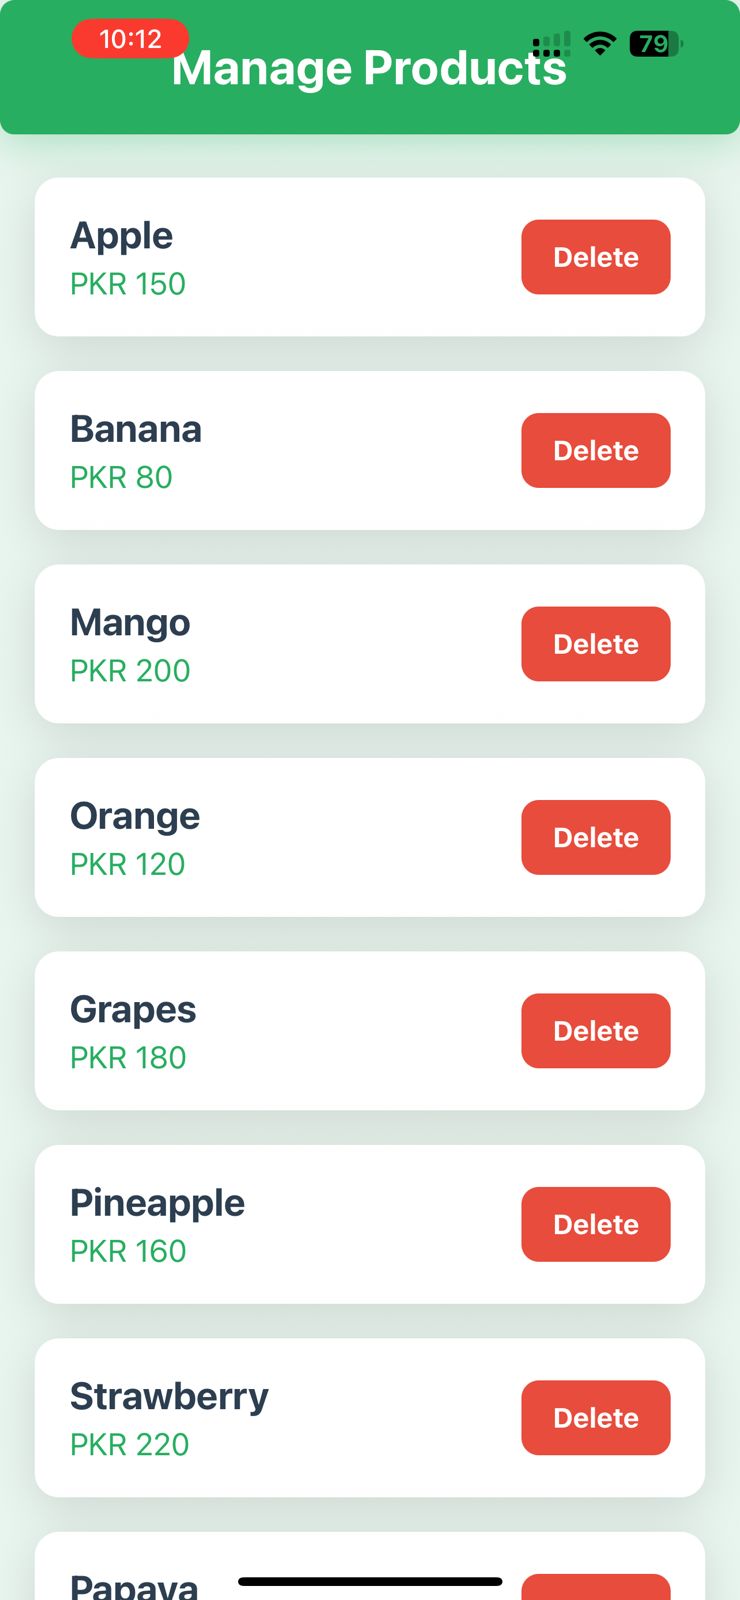 10:12
79
Manage Products
Apple
PKR 150
Delete
Banana
PKR 80
Delete
Mango
PKR 200
Delete
Orange
PKR 120
Delete
Grapes
PKR 180
Delete
Pineapple
PKR 160
Delete
Strawberry
PKR 220
Delete
Papaya